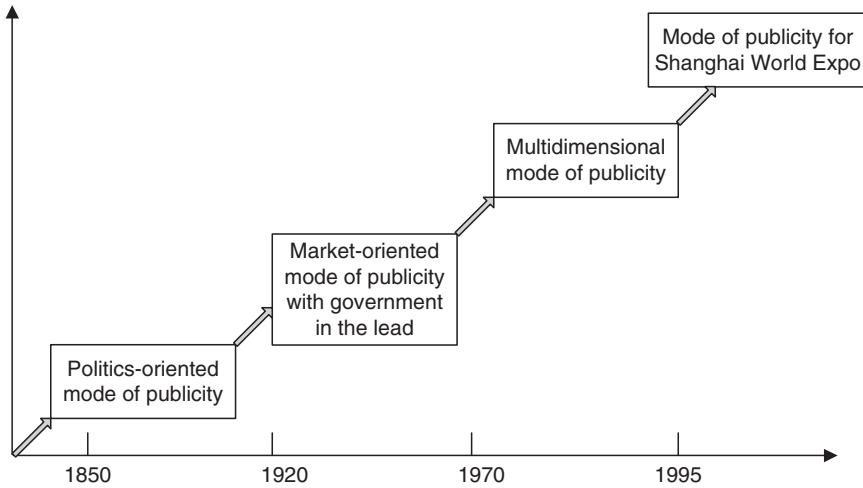 Mode of publicity for
Shanghai World Expo
Multidimensional
mode of publicity
Market-oriented
mode of publicity
with government
in the lead
Politics-oriented
mode of publicity
1850
1920
1970
1995